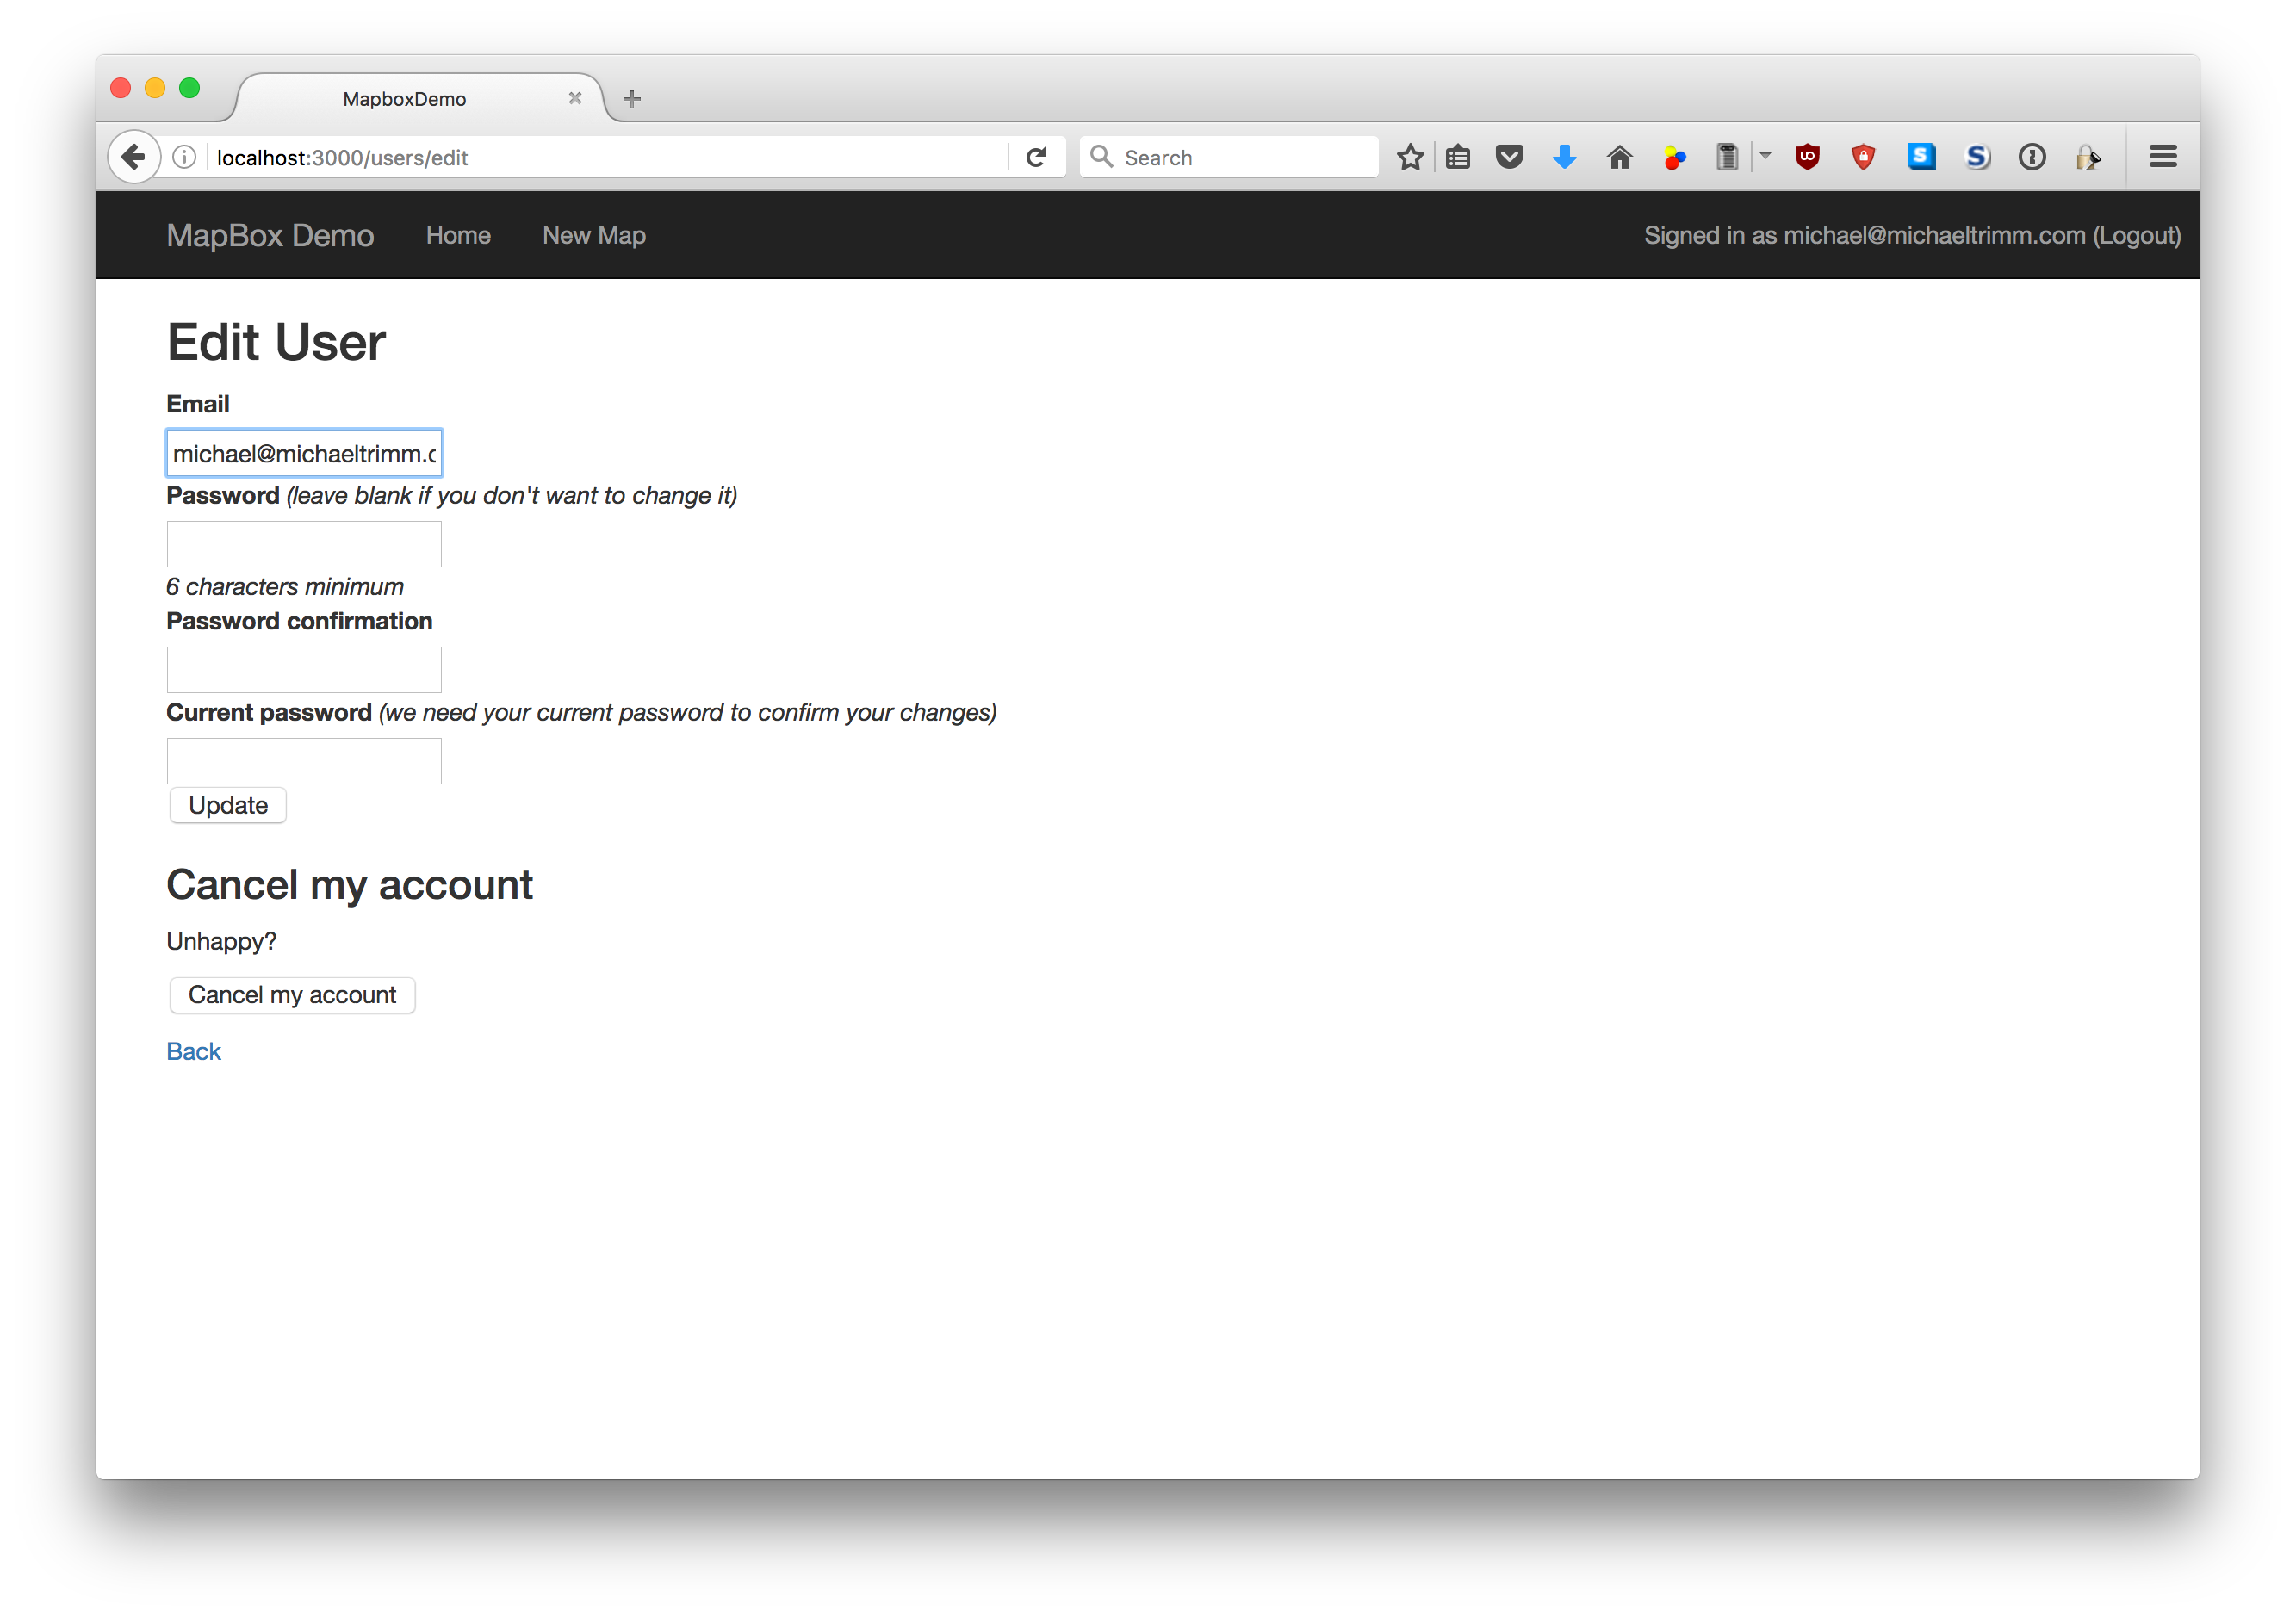 MapboxDemo
localhost:3000/users/edit
Search
MapBox Demo Home New Map Signed in as michael@michaeltrimm.com (Logout)
Edit User
Email
michael@michaeltrimm.c
Password (leave blank if you don't want to change it)
6 characters minimum
Password confirmation
Current password (we need your current password to confirm your changes)
Update
Cancel my account
Unhappy?
Cancel my account
Back